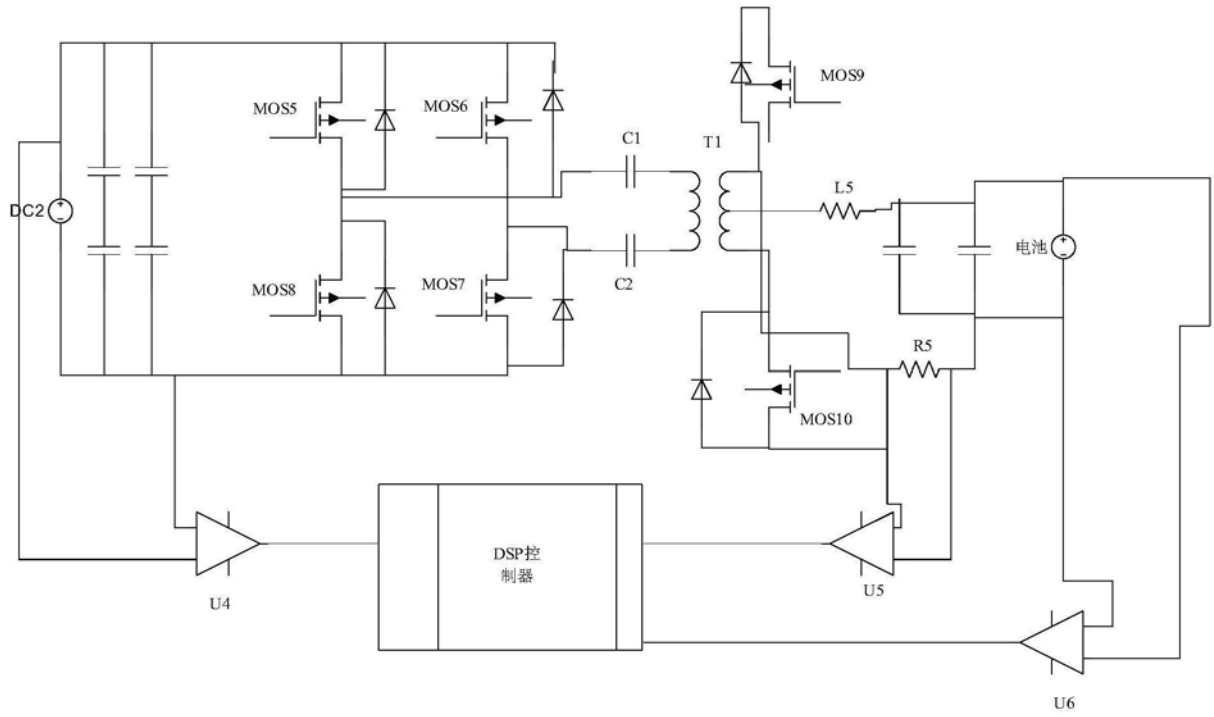 MOS9
MOS5
MOS6
C1
T1
L5
DC2
电池
MOS8
MOS7
C2
R5
MOS10
DSP控
制器
U4
U5
U6